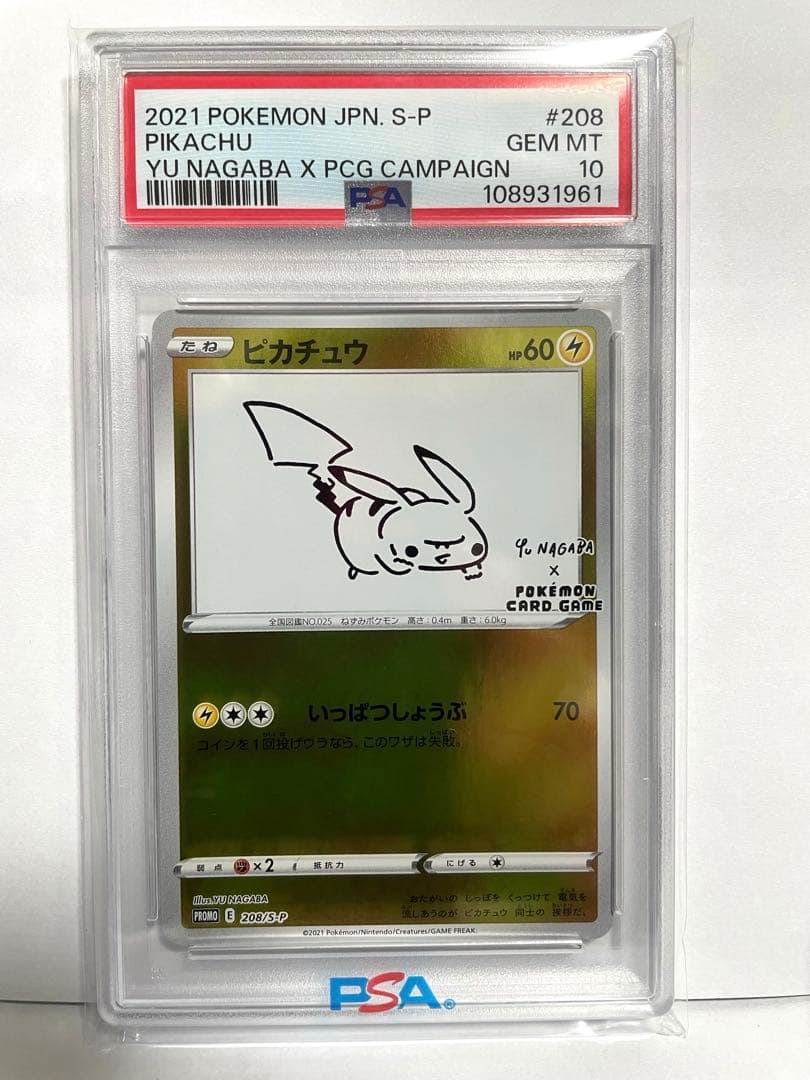 2021 POKEMON JPN. S-P #208
PIKACHU GEM MT
YU NAGABA X PCG CAMPAIGN 10
PSA 108931961
たね ピカチュウ HP60
YU NAGABA
X
POKÉMON
CARD GAME
全国図鑑NO.025 ねずみポケモン 高さ:0.4m 重さ:6.0kg
いっぱつしょうぶ 70
コインを1回投げウラなら、このワザは失敗。
弱点 ×2 抵抗力 にげる
Illus.YU NAGABA
PROMO E 208/S-P
おたがいの しっぽを くっつけて 電気を
流しあうのが ピカチュウ 同士の 挨拶だ。
©2021 Pokémon/Nintendo/Creatures/GAME FREAK.
PSA®